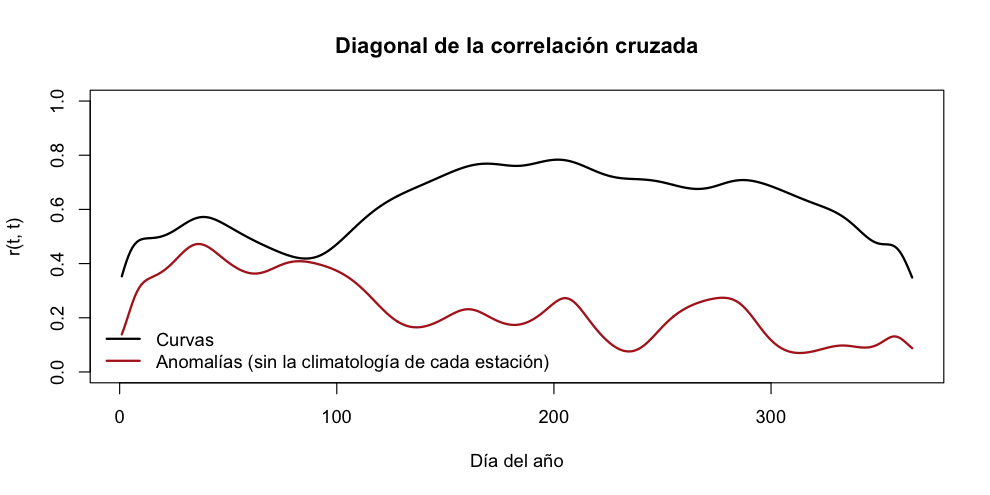 Diagonal de la correlación cruzada
r(t, t)
1.0
0.8
0.6
0.4
0.2
0.0
Curvas
Anomalías (sin la climatología de cada estación)
0 100 200 300
Día del año